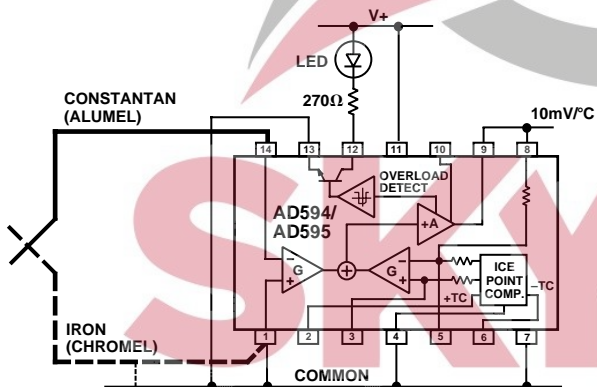 V+
LED
270Ω
CONSTANTAN
(ALUMEL)
10mV/°C
14
13
12
11
10
9
8
OVERLOAD
DETECT
AD594/
AD595
+A
–
G
+
+
G
–
+
ICE
POINT
COMP.
–TC
+TC
IRON
(CHROMEL)
1
2
3
4
5
6
7
COMMON
SKY